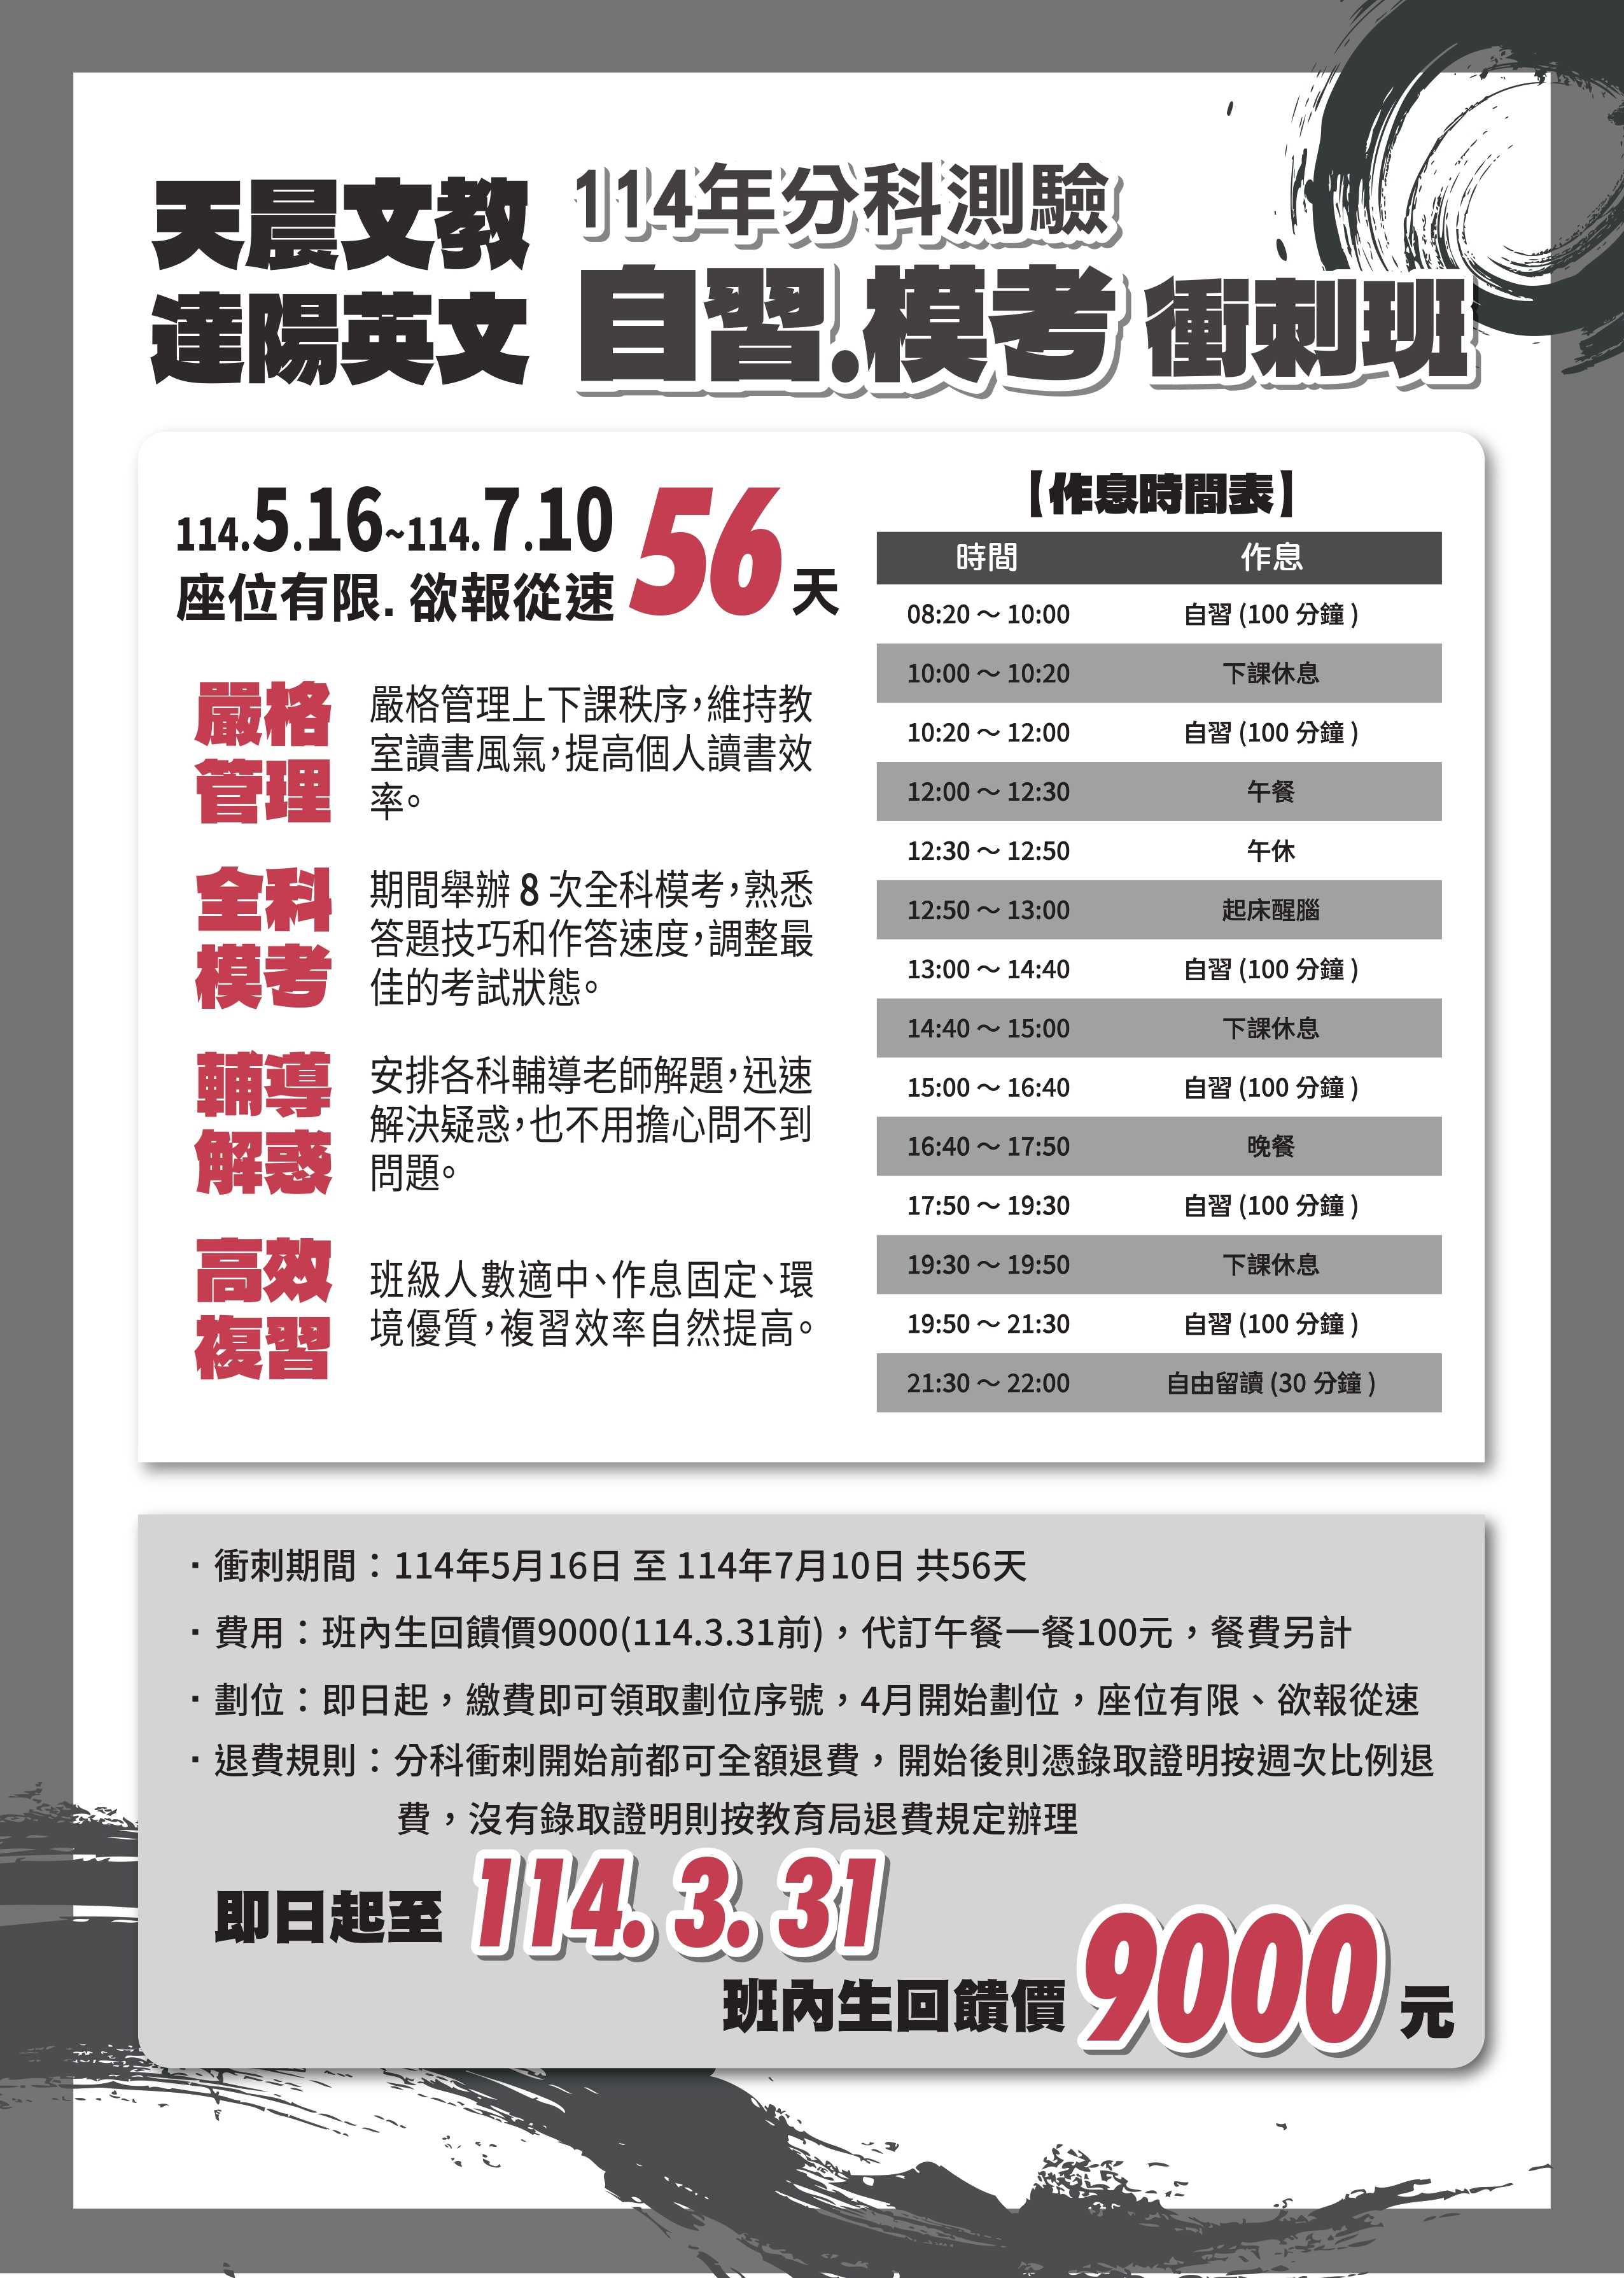 天晨文教
達陽英文
114年分科測驗
自習.模考 衝刺班
114.5.16~114.7.10
座位有限. 欲報從速
56天
嚴格
管理
嚴格管理上下課秩序，維持教
室讀書風氣，提高個人讀書效
率。
全科
模考
期間舉辦 8 次全科模考，熟悉
答題技巧和作答速度，調整最
佳的考試狀態。
輔導
解惑
安排各科輔導老師解題，迅速
解決疑惑，也不用擔心問不到
問題。
高效
複習
班級人數適中、作息固定、環
境優質，複習效率自然提高。
【作息時間表】
時間 作息
08:20 ～ 10:00 自習 (100 分鐘 )
10:00 ～ 10:20 下課休息
10:20 ～ 12:00 自習 (100 分鐘 )
12:00 ～ 12:30 午餐
12:30 ～ 12:50 午休
12:50 ～ 13:00 起床醒腦
13:00 ～ 14:40 自習 (100 分鐘 )
14:40 ～ 15:00 下課休息
15:00 ～ 16:40 自習 (100 分鐘 )
16:40 ～ 17:50 晚餐
17:50 ～ 19:30 自習 (100 分鐘 )
19:30 ～ 19:50 下課休息
19:50 ～ 21:30 自習 (100 分鐘 )
21:30 ～ 22:00 自由留讀 (30 分鐘 )
· 衝刺期間：114年5月16日 至 114年7月10日 共56天
· 費用：班內生回饋價9000(114.3.31前)，代訂午餐一餐100元，餐費另計
· 劃位：即日起，繳費即可領取劃位序號，4月開始劃位，座位有限、欲報從速
· 退費規則：分科衝刺開始前都可全額退費，開始後則憑錄取證明按週次比例退
費，沒有錄取證明則按教育局退費規定辦理
即日起至 114. 3. 31
班內生回饋價 9000 元